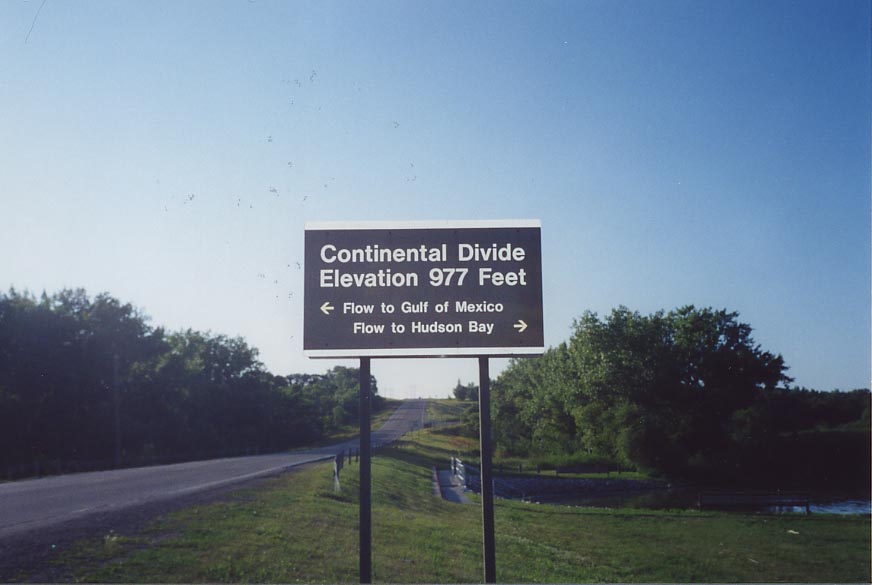 Continental Divide
Elevation 977 Feet
← Flow to Gulf of Mexico
Flow to Hudson Bay →